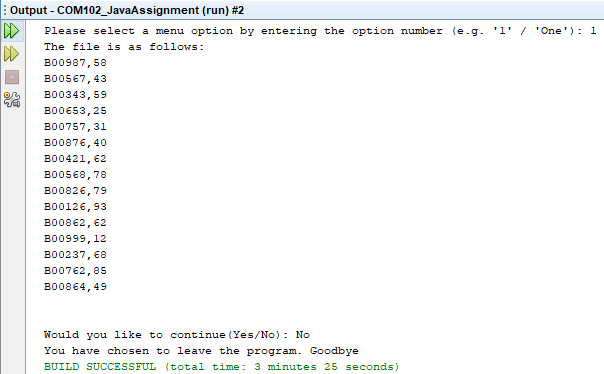 Output - COM102_JavaAssignment (run) #2
Please select a menu option by entering the option number (e.g. '1' / 'One'): 1
The file is as follows:
B00987,58
B00567,43
B00343,59
B00653,25
B00757,31
B00876,40
B00421,62
B00568,78
B00826,79
B00126,93
B00862,62
B00999,12
B00237,68
B00762,85
B00864,49
Would you like to continue(Yes/No): No
You have chosen to leave the program. Goodbye
BUILD SUCCESSFUL (total time: 3 minutes 25 seconds)